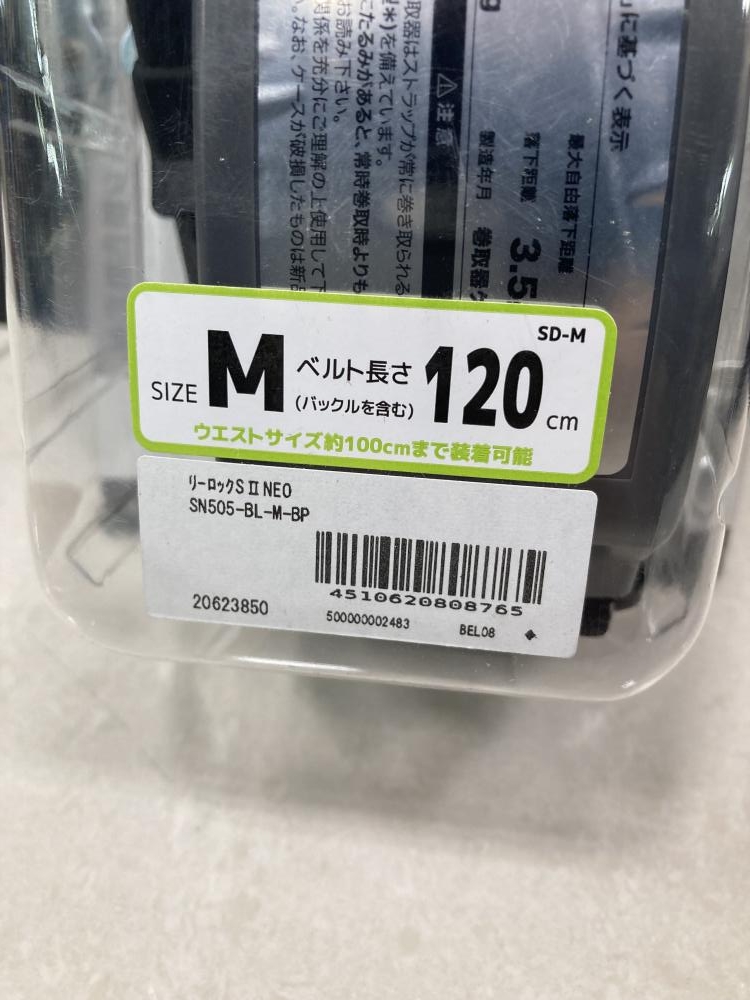 」に基づく表示
最大自由落下距離
落下距離 3.5
製造年月 巻取器
g
⚠注意
取器はストラップが常に巻き取られる
を備えています。
にたるみがあると、常時巻取時よりも
お読み下さい。
関係を充分にご理解の上使用して下
。なお、ケースが破損したものは新品
SD-M
SIZE M ベルト長さ 120 cm
(バックルを含む)
ウエストサイズ約100cmまで装着可能
リーロックSⅡNEO
SN505-BL-M-BP
4510620808765
20623850 500000002483 BEL08